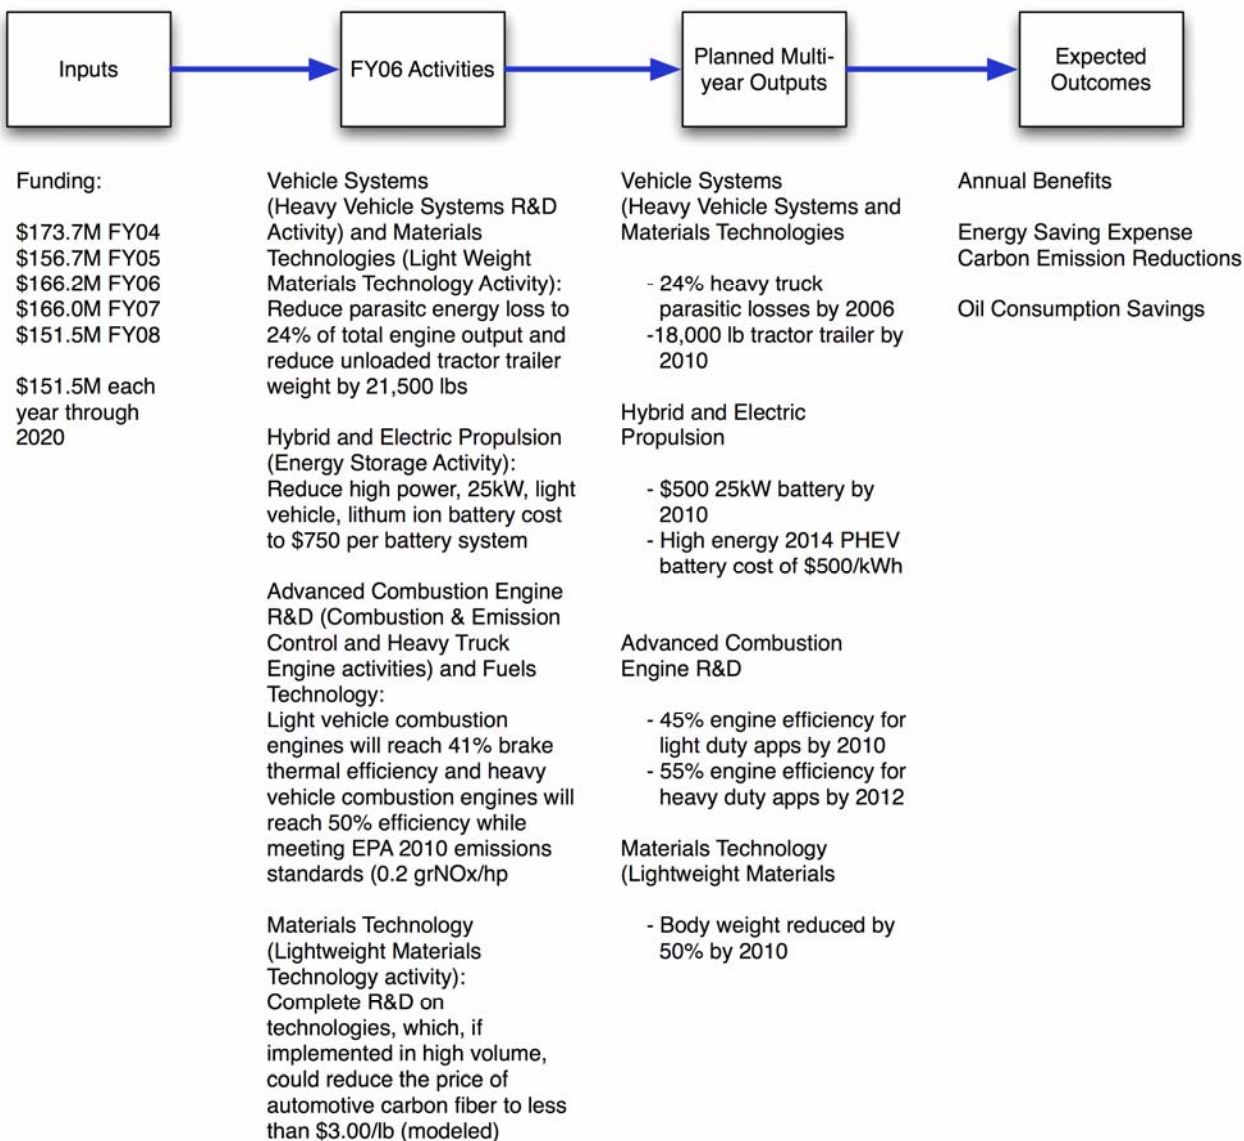 Inputs
FY06 Activities
Planned Multi-
year Outputs
Expected
Outcomes
Funding:
$173.7M FY04
$156.7M FY05
$166.2M FY06
$166.0M FY07
$151.5M FY08
$151.5M each
year through
2020
Vehicle Systems
(Heavy Vehicle Systems R&D
Activity) and Materials
Technologies (Light Weight
Materials Technology Activity):
Reduce parasitc energy loss to
24% of total engine output and
reduce unloaded tractor trailer
weight by 21,500 lbs
Hybrid and Electric Propulsion
(Energy Storage Activity):
Reduce high power, 25kW, light
vehicle, lithum ion battery cost
to $750 per battery system
Advanced Combustion Engine
R&D (Combustion & Emission
Control and Heavy Truck
Engine activities) and Fuels
Technology:
Light vehicle combustion
engines will reach 41% brake
thermal efficiency and heavy
vehicle combustion engines will
reach 50% efficiency while
meeting EPA 2010 emissions
standards (0.2 grNOx/hp
Materials Technology
(Lightweight Materials
Technology activity):
Complete R&D on
technologies, which, if
implemented in high volume,
could reduce the price of
automotive carbon fiber to less
than $3.00/lb (modeled)
Vehicle Systems
(Heavy Vehicle Systems and
Materials Technologies
- 24% heavy truck
parasitic losses by 2006
-18,000 lb tractor trailer by
2010
Hybrid and Electric
Propulsion
- $500 25kW battery by
2010
- High energy 2014 PHEV
battery cost of $500/kWh
Advanced Combustion
Engine R&D
- 45% engine efficiency for
light duty apps by 2010
- 55% engine efficiency for
heavy duty apps by 2012
Materials Technology
(Lightweight Materials
- Body weight reduced by
50% by 2010
Annual Benefits
Energy Saving Expense
Carbon Emission Reductions
Oil Consumption Savings